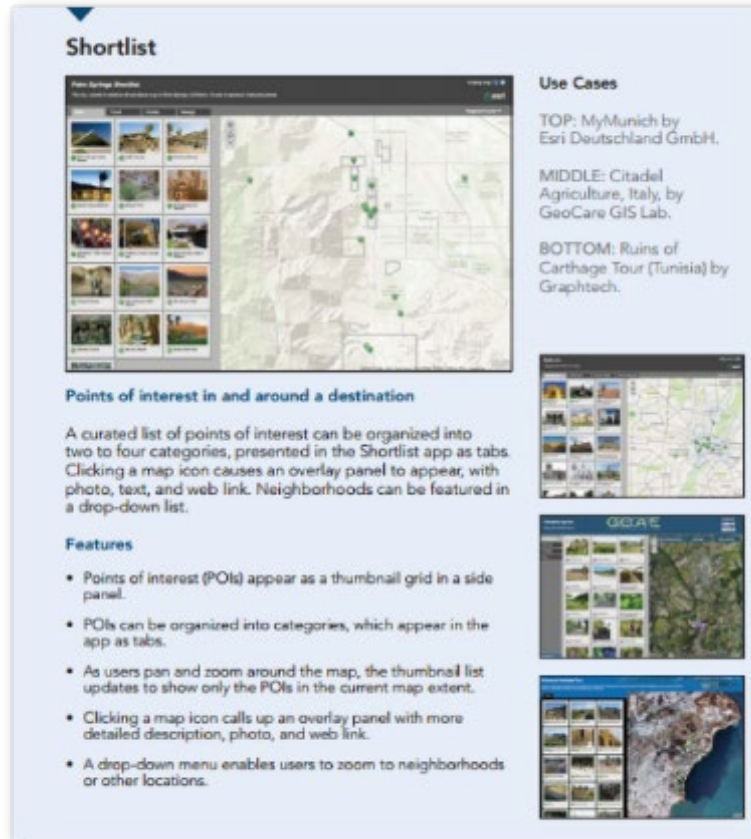 Shortlist
Palm Springs Shortlist
esri
Use Cases
TOP: MyMunich by
Esri Deutschland GmbH.
MIDDLE: Citadel
Agriculture, Italy, by
GeoCare GIS Lab.
BOTTOM: Ruins of
Carthage Tour (Tunisia) by
Graphtech.
Points of interest in and around a destination
A curated list of points of interest can be organized into
two to four categories, presented in the Shortlist app as tabs.
Clicking a map icon causes an overlay panel to appear, with
photo, text, and web link. Neighborhoods can be featured in
a drop-down list.
Features
• Points of interest (POIs) appear as a thumbnail grid in a side
panel.
• POIs can be organized into categories, which appear in the
app as tabs.
• As users pan and zoom around the map, the thumbnail list
updates to show only the POIs in the current map extent.
• Clicking a map icon calls up an overlay panel with more
detailed description, photo, and web link.
• A drop-down menu enables users to zoom to neighborhoods
or other locations.